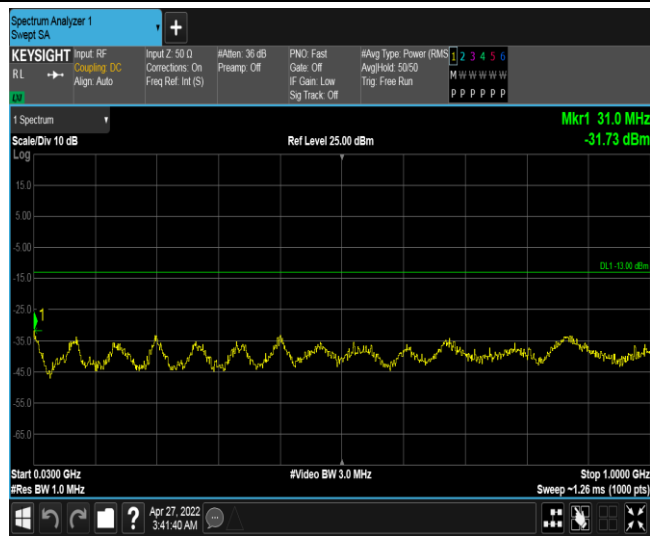 Spectrum Analyzer 1
Swept SA
+
KEYSIGHT Input: RF Input Z: 50 Ω #Atten: 36 dB PNO: Fast #Avg Type: Power (RMS 1 2 3 4 5 6
RL Coupling: DC Corrections: On Preamp: Off Gate: Off Avg|Hold: 50/50 M W W W W W
Align: Auto Freq Ref: Int (S) IF Gain: Low Trig: Free Run P P P P P P
Sig Track: Off
1 Spectrum Mkr1 31.0 MHz
Scale/Div 10 dB Ref Level 25.00 dBm -31.73 dBm
Log
15.0
5.00
-5.00
DL1 -13.00 dBm
-15.0
-25.0
1
-35.0
-45.0
-55.0
-65.0
Start 0.0300 GHz #Video BW 3.0 MHz Stop 1.0000 GHz
#Res BW 1.0 MHz Sweep ~1.26 ms (1000 pts)
? Apr 27, 2022
3:41:40 AM